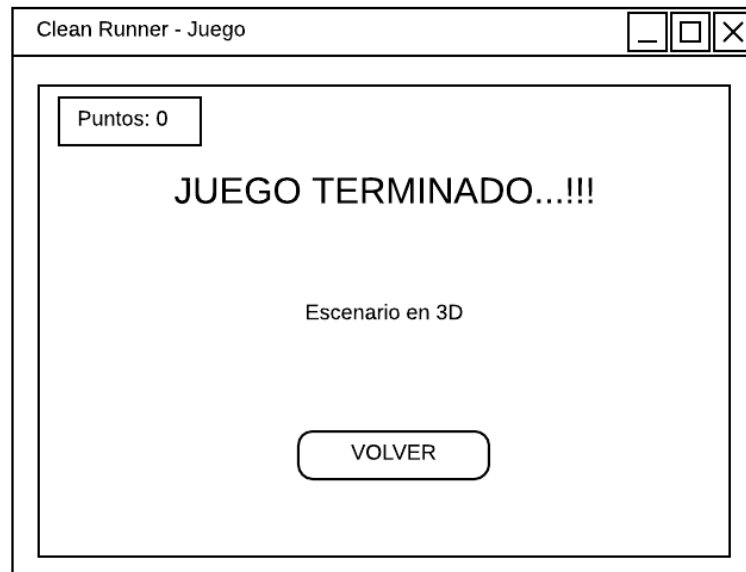 Clean Runner - Juego
Puntos: 0
JUEGO TERMINADO...!!!
Escenario en 3D
VOLVER